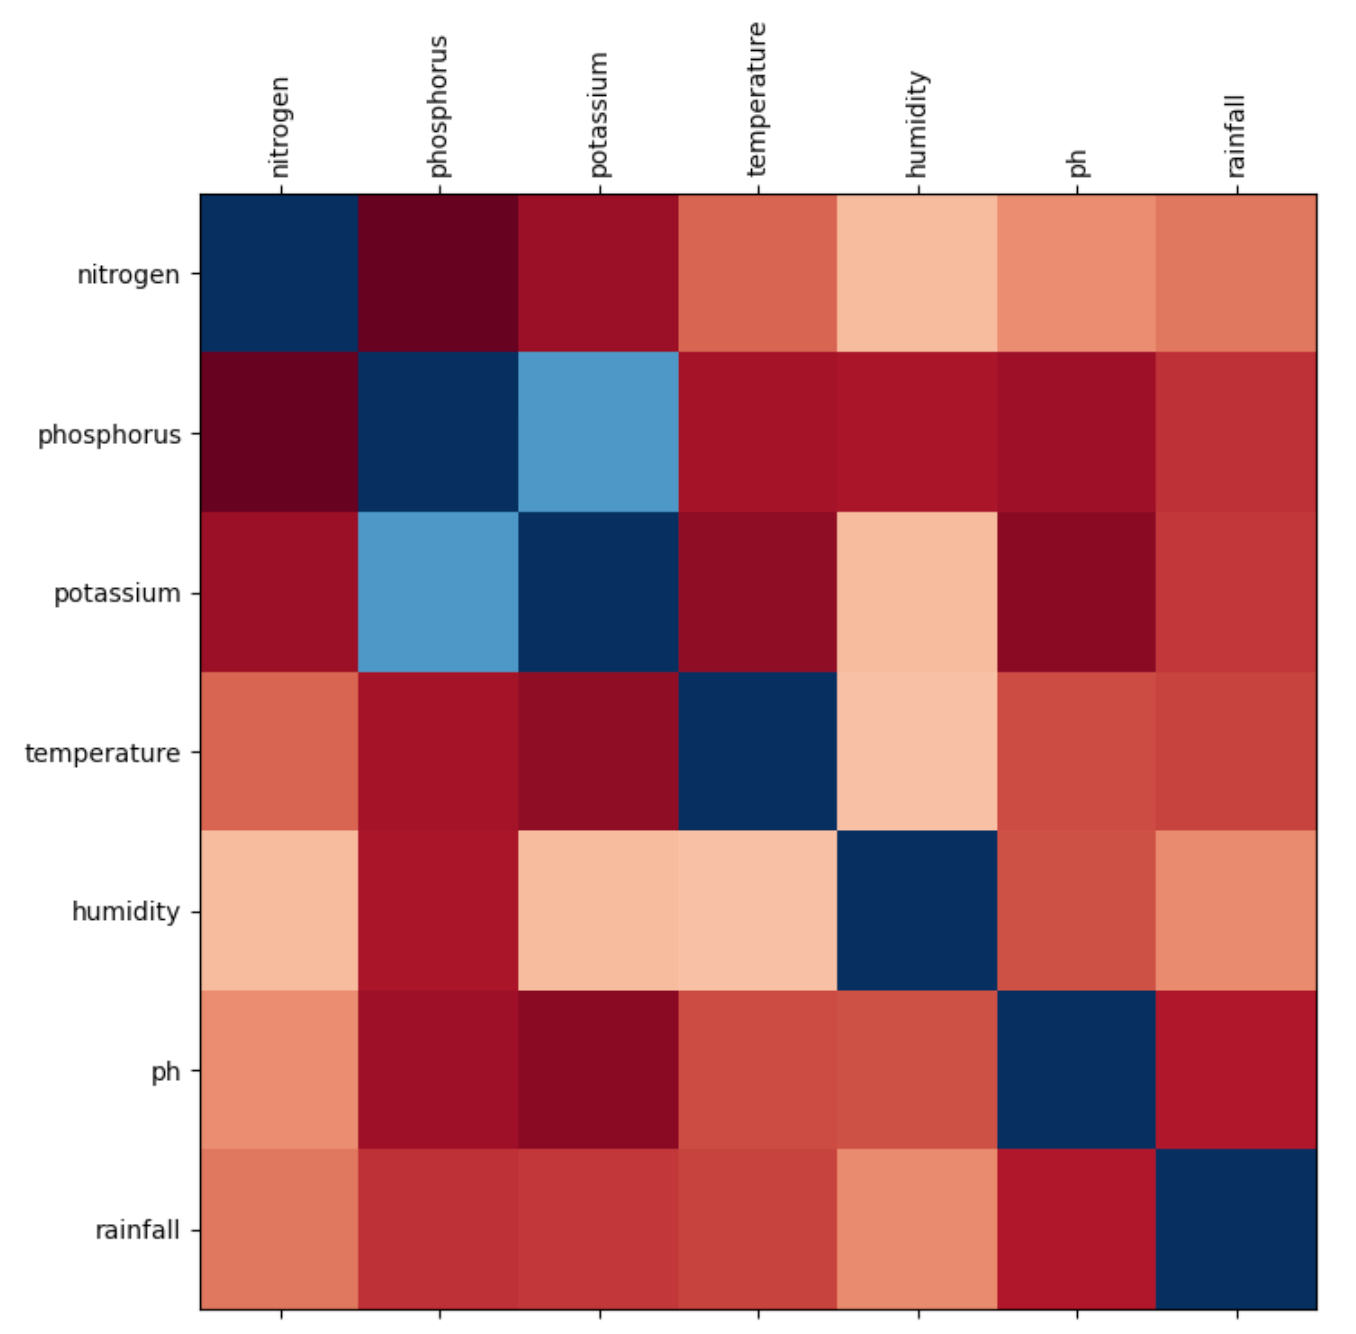 nitrogen
phosphorus
potassium
temperature
humidity
ph
rainfall
nitrogen
phosphorus
potassium
temperature
humidity
ph
rainfall